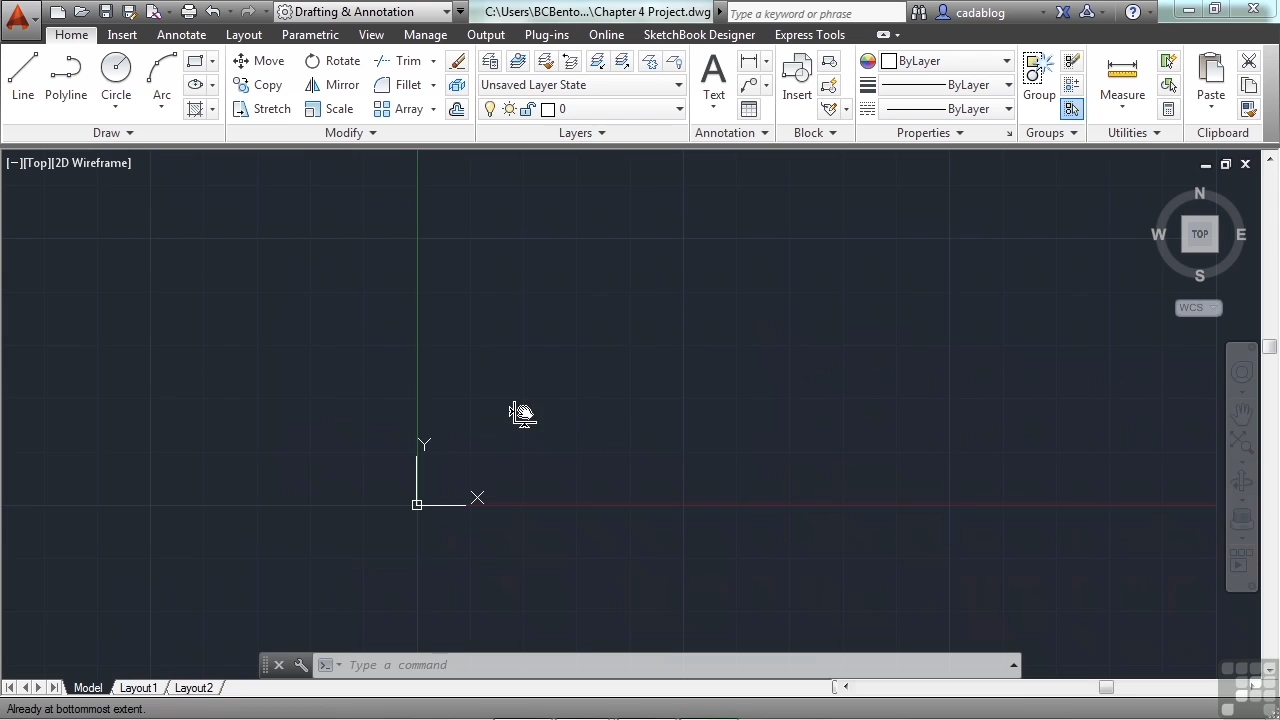 Drafting & Annotation
C:\Users\BCBento...\Chapter 4 Project.dwg
Type a keyword or phrase
cadablog
Home Insert Annotate Layout Parametric View Manage Output Plug-ins Online SketchBook Designer Express Tools
Line Polyline Circle Arc
Move Rotate Trim
Copy Mirror Fillet
Stretch Scale Array
Unsaved Layer State
0
Text
Insert
ByLayer
ByLayer
ByLayer
Group
Measure
Paste
Draw Modify Layers Annotation Block Properties Groups Utilities Clipboard
[−][Top][2D Wireframe]
N
W TOP E
S
WCS
Y
X
Type a command
Model Layout1 Layout2
Already at bottommost extent.